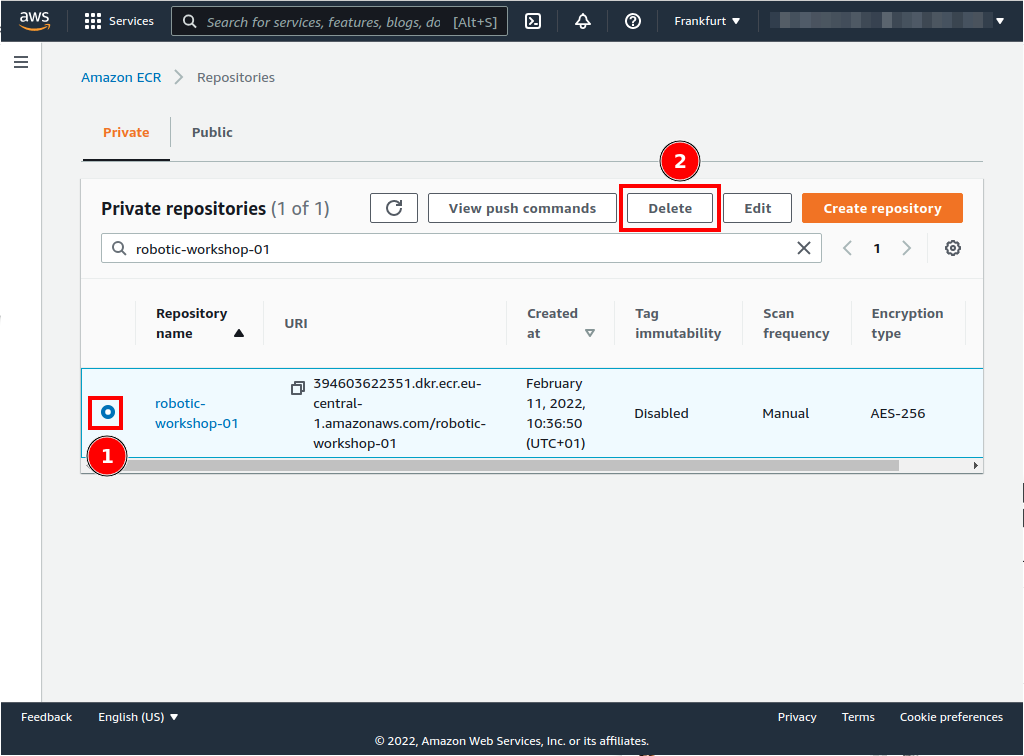 aws
Services
Search for services, features, blogs, do
[Alt+S]
Frankfurt
Amazon ECR
Repositories
Private
Public
2
Private repositories (1 of 1)
View push commands
Delete
Edit
Create repository
robotic-workshop-01
1
Repository
name
URI
Created
at
Tag
immutability
Scan
frequency
Encryption
type
robotic-
workshop-01
394603622351.dkr.ecr.eu-
central-
1.amazonaws.com/robotic-
workshop-01
February
11, 2022,
10:36:50
(UTC+01)
Disabled
Manual
AES-256
1
Feedback
English (US)
Privacy
Terms
Cookie preferences
© 2022, Amazon Web Services, Inc. or its affiliates.